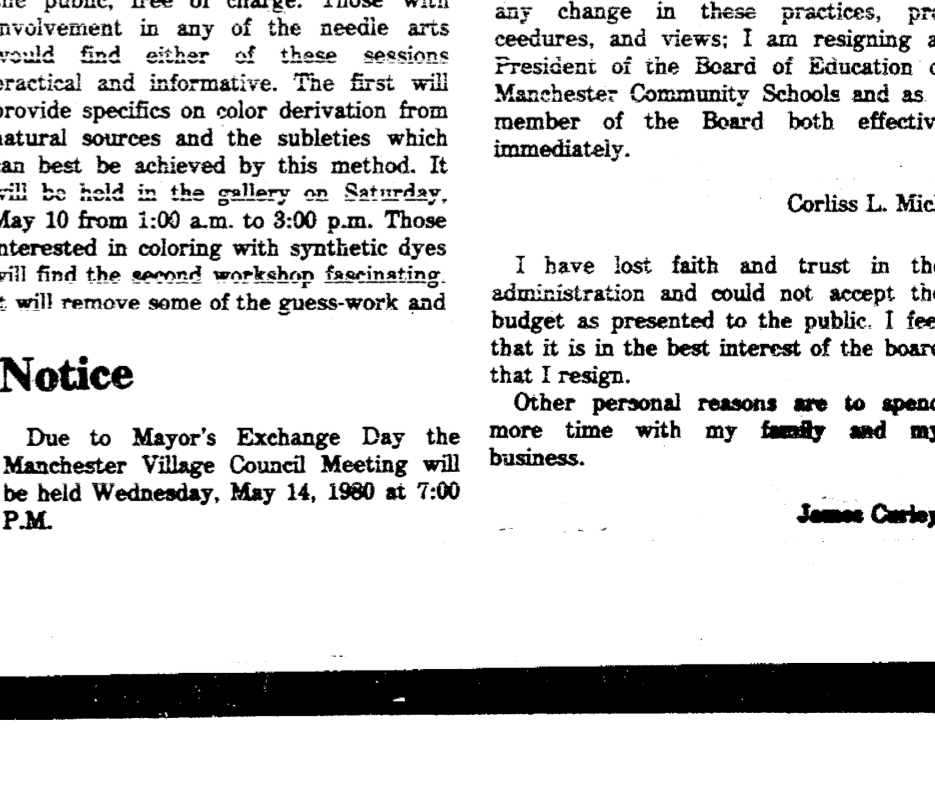 the public, free of charge. Those with
nvolvement in any of the needle arts
would find either of these sessions
practical and informative. The first will
provide specifics on color derivation from
natural sources and the subleties which
can best be achieved by this method. It
will be held in the gallery on Saturday,
May 10 from 1:00 a.m. to 3:00 p.m. Those
nterested in coloring with synthetic dyes
will find the second workshop fascinating.
t will remove some of the guess-work and
Notice
Due to Mayor's Exchange Day the
Manchester Village Council Meeting will
be held Wednesday, May 14, 1980 at 7:00
P.M.
any change in these practices, pr
ceedures, and views; I am resigning a
President of the Board of Education
Manchester Community Schools and as
member of the Board both effectiv
immediately.
Corliss L. Mic
I have lost faith and trust in the
administration and could not accept the
budget as presented to the public. I fee
that it is in the best interest of the board
that I resign.
Other personal reasons are to spend
more time with my family and my
business.
James Curley